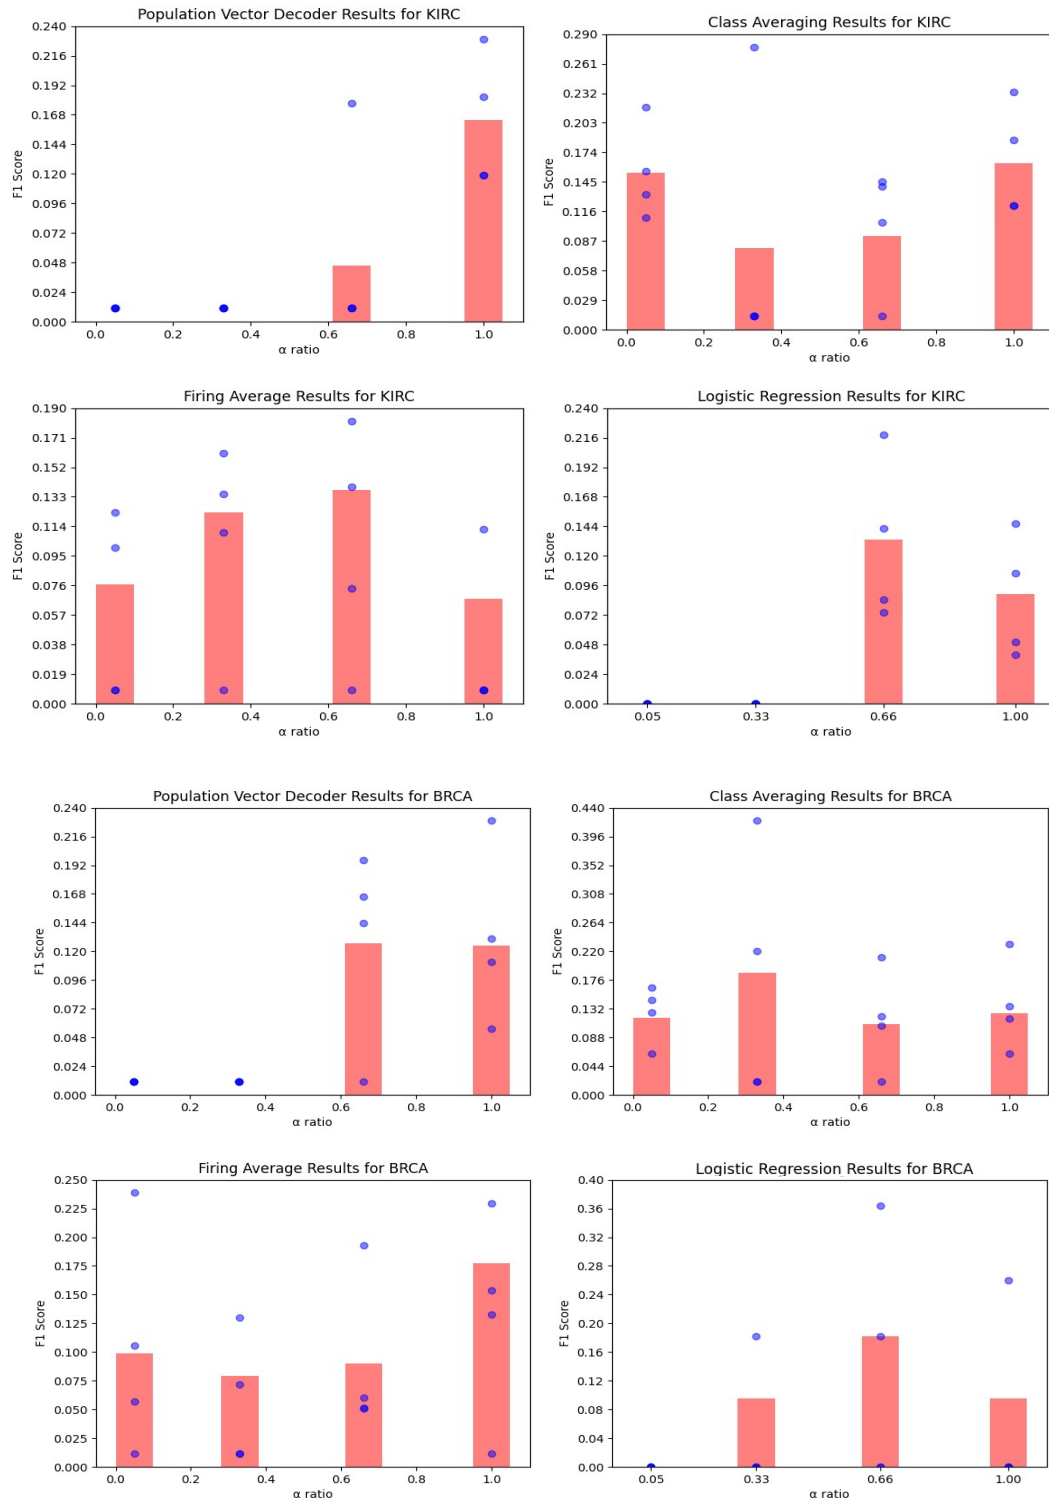 Population Vector Decoder Results for KIRC
0.240
0.216
0.192
0.168
0.144
0.120
0.096
0.072
0.048
0.024
0.000
F1 Score
0.0 0.2 0.4 0.6 0.8 1.0
α ratio
Class Averaging Results for KIRC
0.290
0.261
0.232
0.203
0.174
0.145
0.116
0.087
0.058
0.029
0.000
F1 Score
0.0 0.2 0.4 0.6 0.8 1.0
α ratio
Firing Average Results for KIRC
0.190
0.171
0.152
0.133
0.114
0.095
0.076
0.057
0.038
0.019
0.000
F1 Score
0.0 0.2 0.4 0.6 0.8 1.0
α ratio
Logistic Regression Results for KIRC
0.240
0.216
0.192
0.168
0.144
0.120
0.096
0.072
0.048
0.024
0.000
F1 Score
0.05 0.33 0.66 1.00
α ratio
Population Vector Decoder Results for BRCA
0.240
0.216
0.192
0.168
0.144
0.120
0.096
0.072
0.048
0.024
0.000
F1 Score
0.0 0.2 0.4 0.6 0.8 1.0
α ratio
Class Averaging Results for BRCA
0.440
0.396
0.352
0.308
0.264
0.220
0.176
0.132
0.088
0.044
0.000
F1 Score
0.0 0.2 0.4 0.6 0.8 1.0
α ratio
Firing Average Results for BRCA
0.250
0.225
0.200
0.175
0.150
0.125
0.100
0.075
0.050
0.025
0.000
F1 Score
0.0 0.2 0.4 0.6 0.8 1.0
α ratio
Logistic Regression Results for BRCA
0.40
0.36
0.32
0.28
0.24
0.20
0.16
0.12
0.08
0.04
0.00
F1 Score
0.05 0.33 0.66 1.00
α ratio